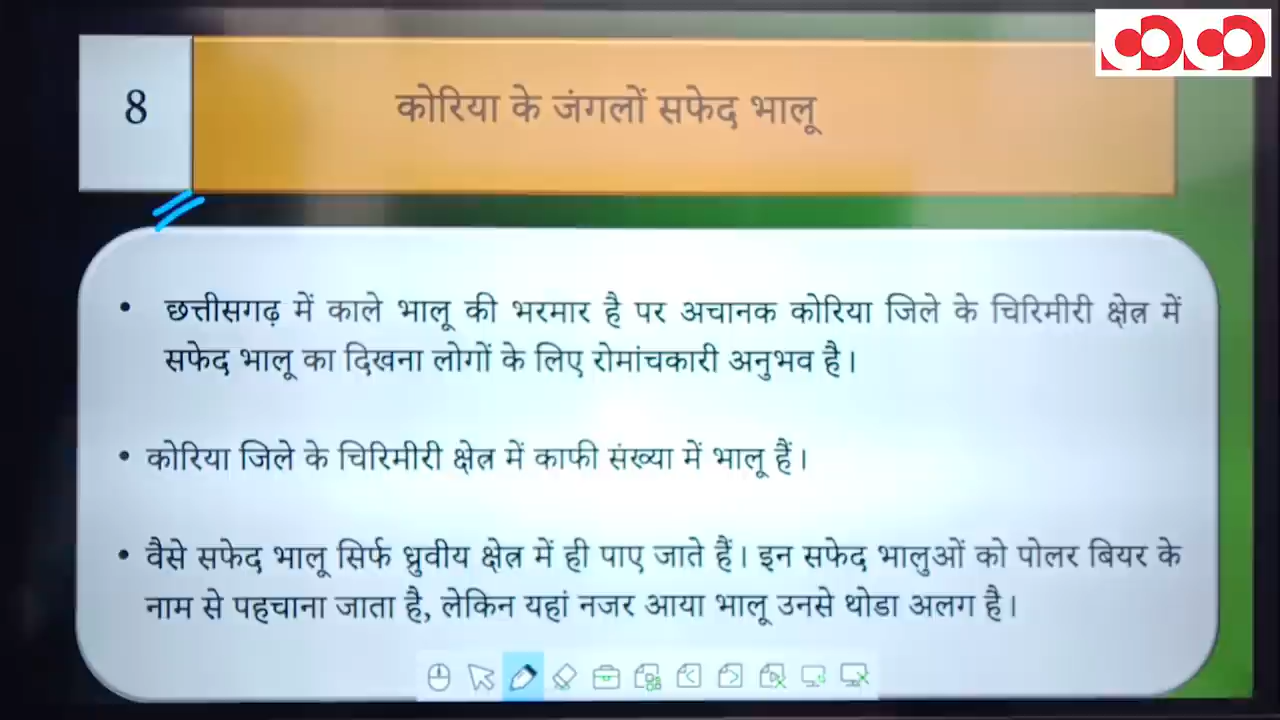 8
कोरिया के जंगलों सफेद भालू
• छत्तीसगढ़ में काले भालू की भरमार है पर अचानक कोरिया जिले के चिरिमीरी क्षेत्र में
सफेद भालू का दिखना लोगों के लिए रोमांचकारी अनुभव है।
• कोरिया जिले के चिरिमीरी क्षेत्र में काफी संख्या में भालू हैं।
• वैसे सफेद भालू सिर्फ ध्रुवीय क्षेत्र में ही पाए जाते हैं। इन सफेद भालुओं को पोलर बियर के
नाम से पहचाना जाता है, लेकिन यहां नजर आया भालू उनसे थोडा अलग है।